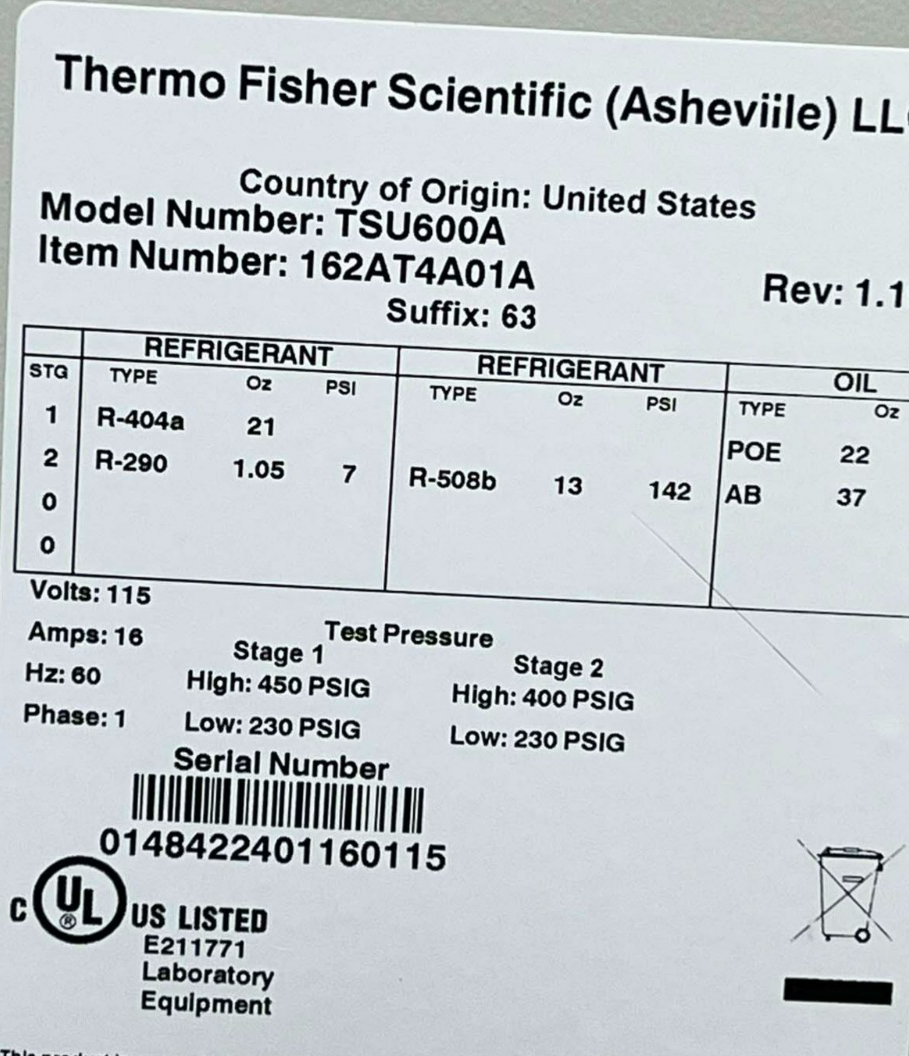 Thermo Fisher Scientific (Asheviile) LL
Country of Origin: United States
Model Number: TSU600A
Item Number: 162AT4A01A
Rev: 1.1
Suffix: 63
REFRIGERANT REFRIGERANT OIL
STG TYPE Oz PSI TYPE Oz PSI TYPE Oz
1 R-404a 21 POE 22
2 R-290 1.05 7 R-508b 13 142 AB 37
0
0
Volts: 115
Amps: 16
Hz: 60
Phase: 1
Test Pressure
Stage 1
High: 450 PSIG
Low: 230 PSIG
Stage 2
High: 400 PSIG
Low: 230 PSIG
Serial Number
0148422401160115
C UL ® US LISTED
E211771
Laboratory
Equipment